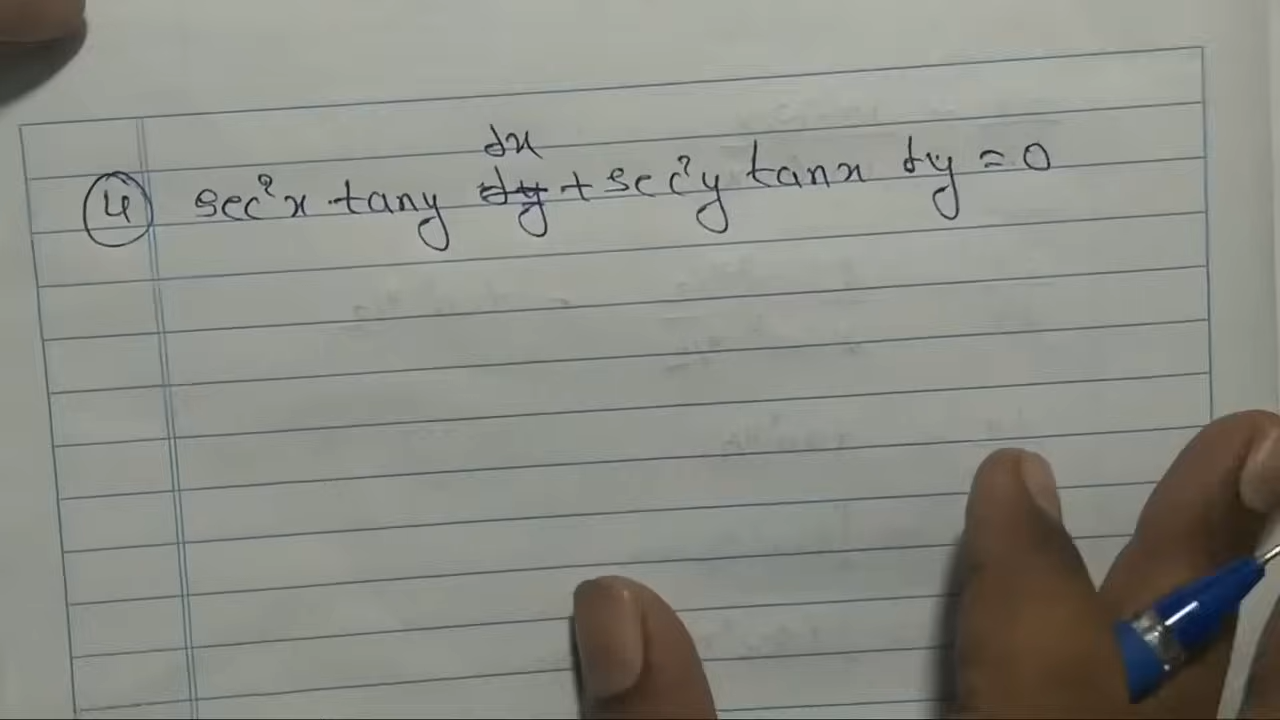 dx
④ sec²x tany dy + sec²y tanx dy = 0